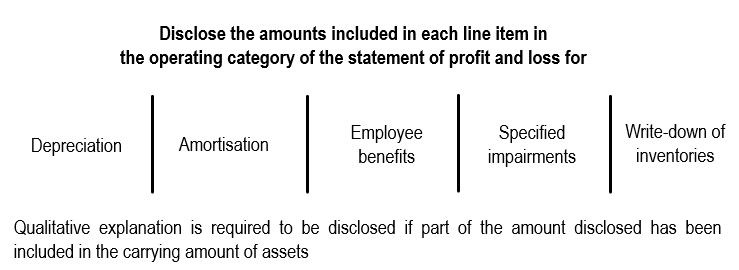 Disclose the amounts included in each line item in
the operating category of the statement of profit and loss for
Depreciation
Amortisation
Employee
benefits
Specified
impairments
Write-down of
inventories
Qualitative explanation is required to be disclosed if part of the amount disclosed has been
included in the carrying amount of assets